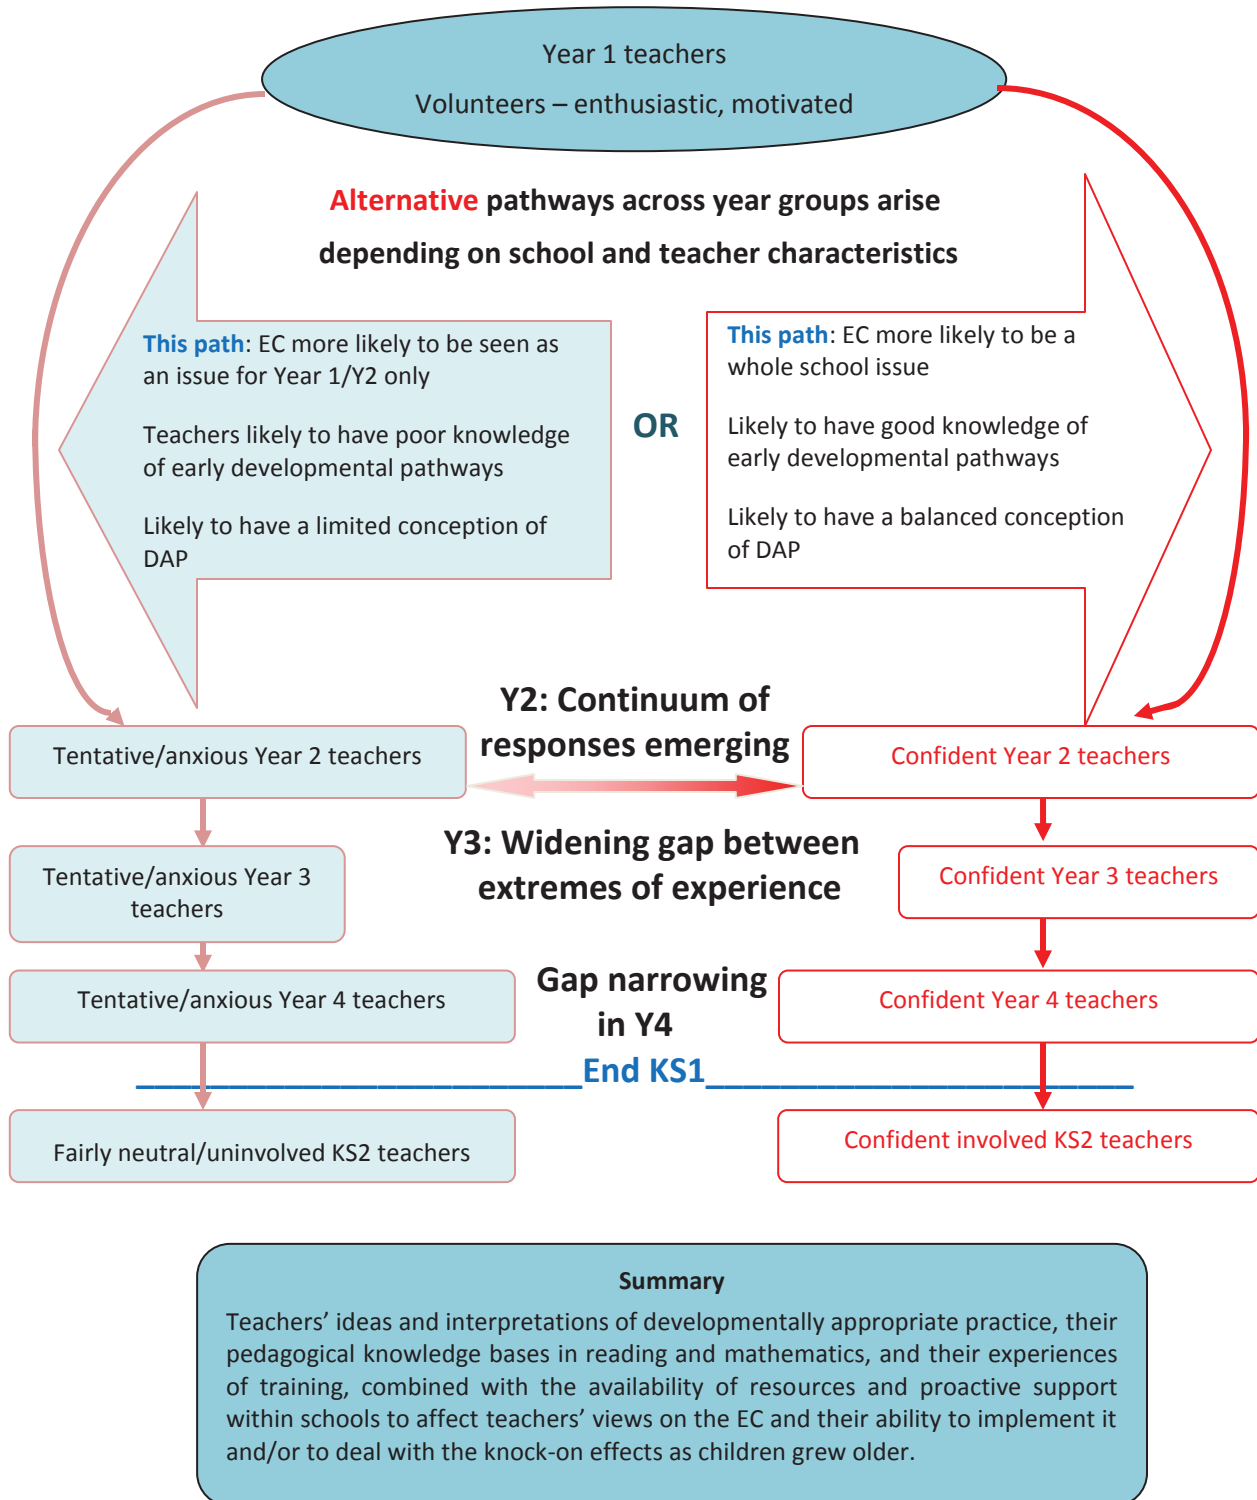 Year 1 teachers
Volunteers – enthusiastic, motivated
Alternative pathways across year groups arise
depending on school and teacher characteristics
This path: EC more likely to be seen as
an issue for Year 1/Y2 only
Teachers likely to have poor knowledge
of early developmental pathways
Likely to have a limited conception of
DAP
OR
This path: EC more likely to be a
whole school issue
Likely to have good knowledge of
early developmental pathways
Likely to have a balanced conception
of DAP
Y2: Continuum of
responses emerging
Tentative/anxious Year 2 teachers
Confident Year 2 teachers
Y3: Widening gap between
extremes of experience
Tentative/anxious Year 3
teachers
Confident Year 3 teachers
Gap narrowing
in Y4
Tentative/anxious Year 4 teachers
Confident Year 4 teachers
End KS1
Fairly neutral/uninvolved KS2 teachers
Confident involved KS2 teachers
Summary
Teachers’ ideas and interpretations of developmentally appropriate practice, their
pedagogical knowledge bases in reading and mathematics, and their experiences
of training, combined with the availability of resources and proactive support
within schools to affect teachers’ views on the EC and their ability to implement it
and/or to deal with the knock-on effects as children grew older.